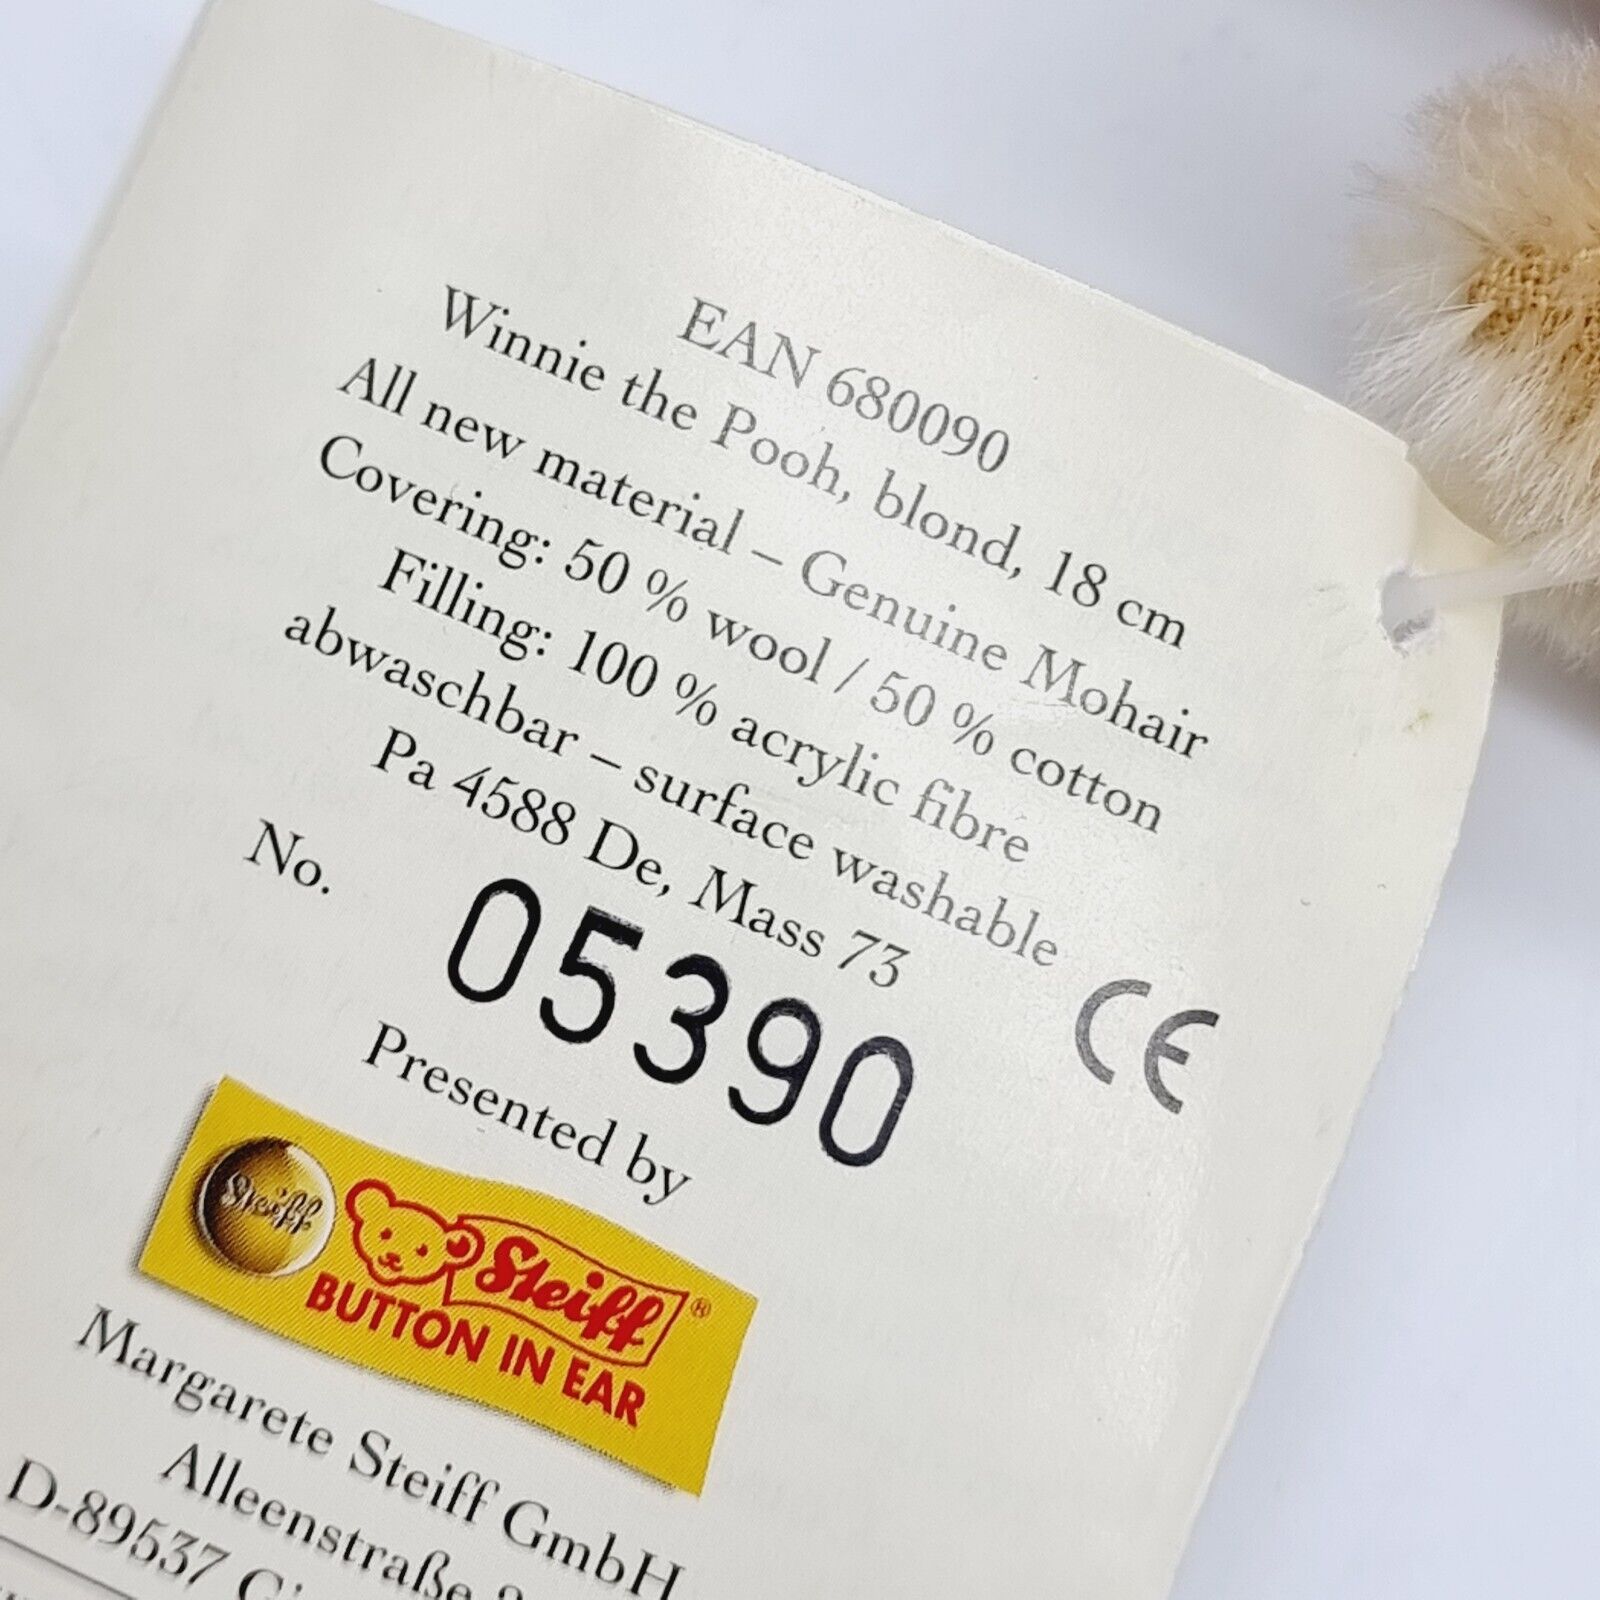 EAN 680090
Winnie the Pooh, blond, 18 cm
All new material – Genuine Mohair
Covering: 50 % wool / 50 % cotton
Filling: 100 % acrylic fibre
abwaschbar – surface washable
Pa 4588 De, Mass 73
No. 05390
CE
Presented by
Steiff
Steiff®
BUTTON IN EAR
Margarete Steiff GmbH
Alleenstraße
D-89537